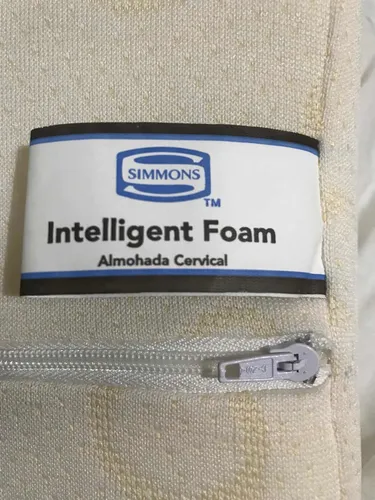 SIMMONS
TM
Intelligent Foam
Almohada Cervical